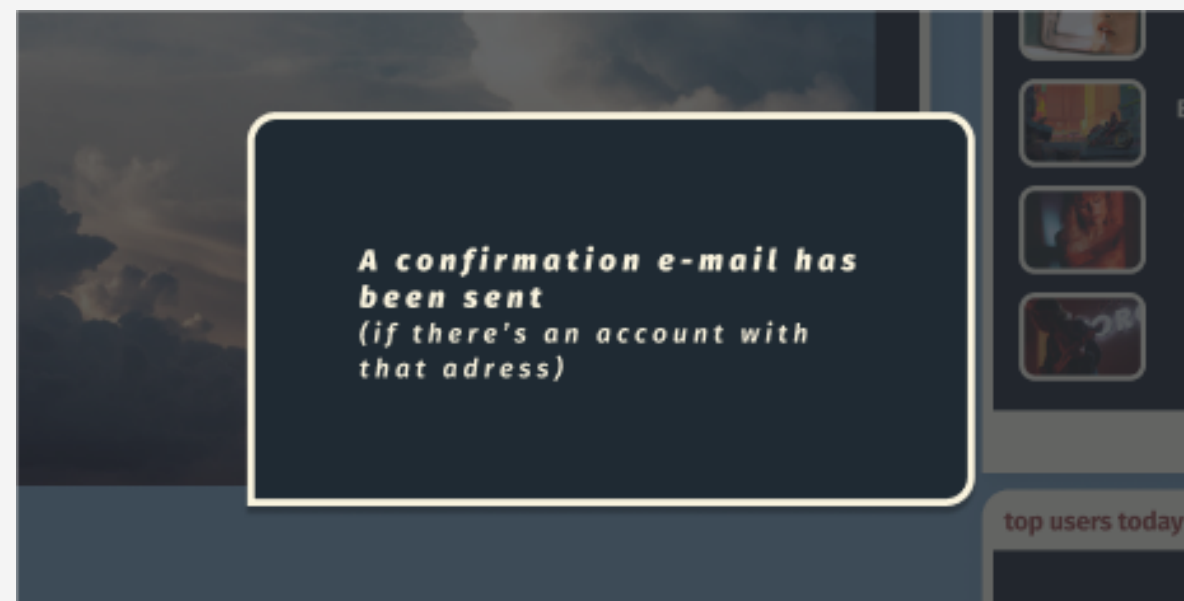 A confirmation e-mail has
been sent
(if there's an account with
that adress)
top users today